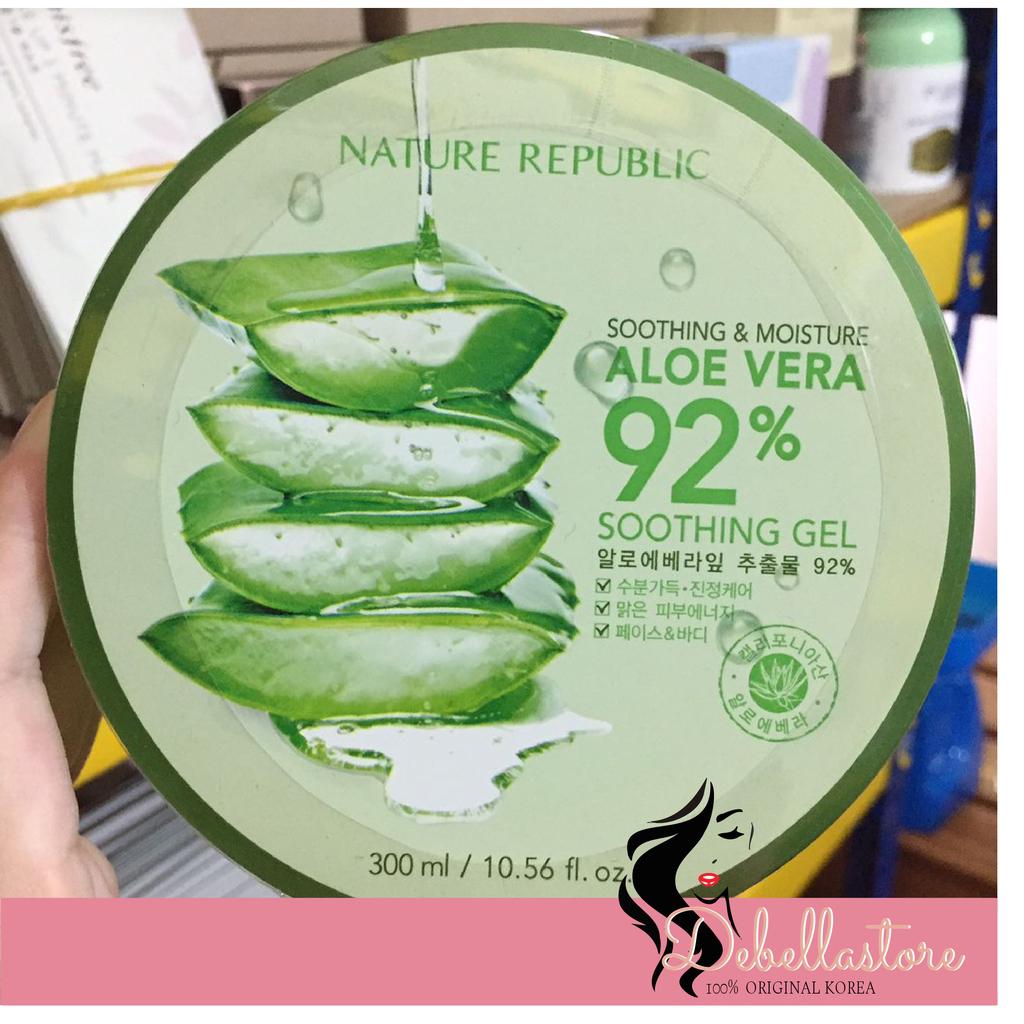 NATURE REPUBLIC
SOOTHING & MOISTURE
ALOE VERA
92%
SOOTHING GEL
알로에베라잎 추출물 92%
수분가득·진정케어
맑은 피부에너지
페이스&바디
캘리포니아산
알로에베라
300 ml / 10.56 fl. oz.
Debellastore
100% ORIGINAL KOREA